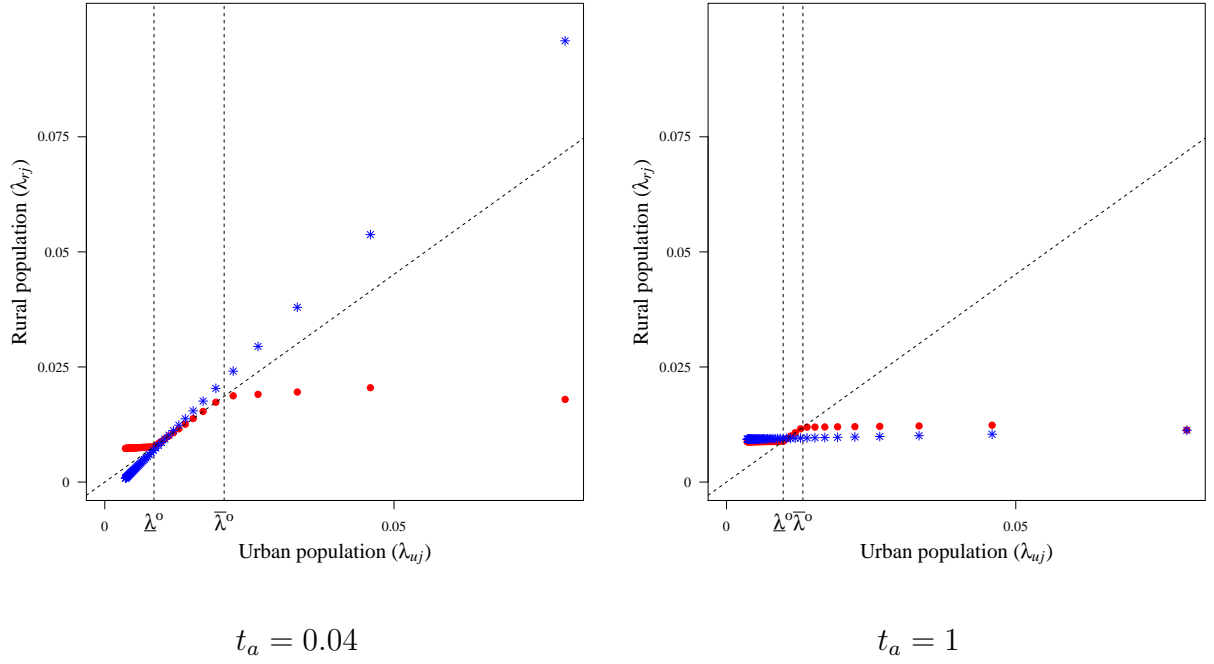 0.075
0.05
0.025
0
Rural population (λrj)
0
λ̲o
λ̅o
0.05
Urban population (λuj)
ta = 0.04
0.075
0.05
0.025
0
Rural population (λrj)
0
λ̲o λ̅o
0.05
Urban population (λuj)
ta = 1